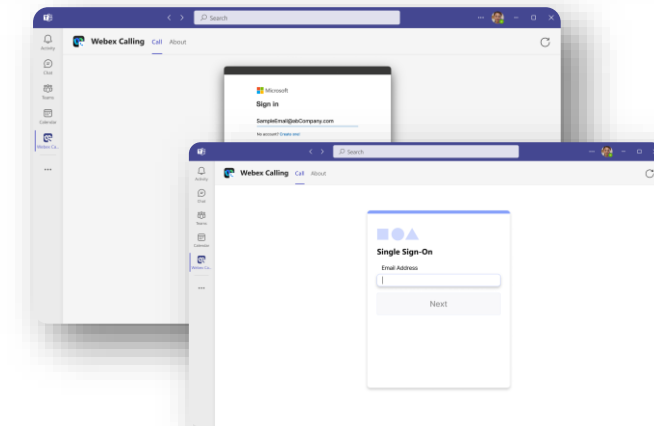 Search
Webex Calling Call About
Activity
Chat
Teams
Calendar
Webex Ca...
Microsoft
Sign in
SampleEmail@abCompany.com
No account? Create one!
Search
Webex Calling Call About
Activity
Chat
Teams
Calendar
Webex Ca...
Single Sign-On
Email Address
Next